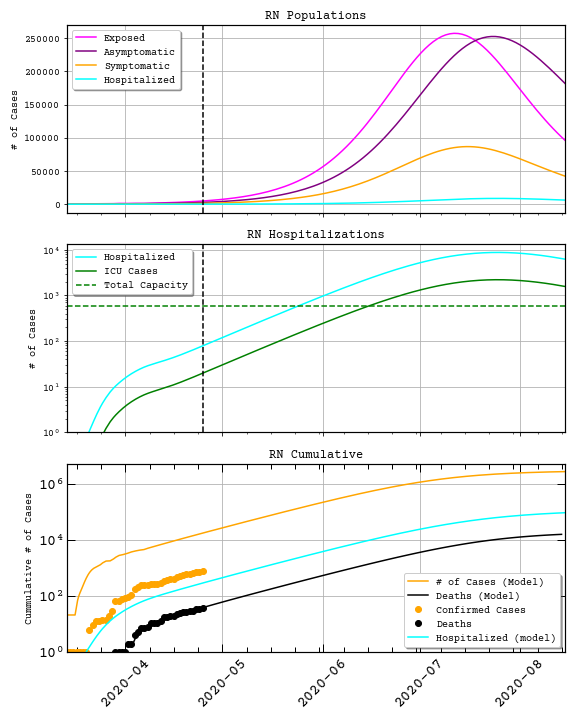 RN Populations
# of Cases
250000
200000
150000
100000
50000
0
Exposed
Asymptomatic
Symptomatic
Hospitalized
RN Hospitalizations
# of Cases
10^4
10^3
10^2
10^1
10^0
Hospitalized
ICU Cases
Total Capacity
RN Cumulative
Cummulative # of Cases
10^6
10^4
10^2
10^0
# of Cases (Model)
Deaths (Model)
Confirmed Cases
Deaths
Hospitalized (model)
2020-04
2020-05
2020-06
2020-07
2020-08